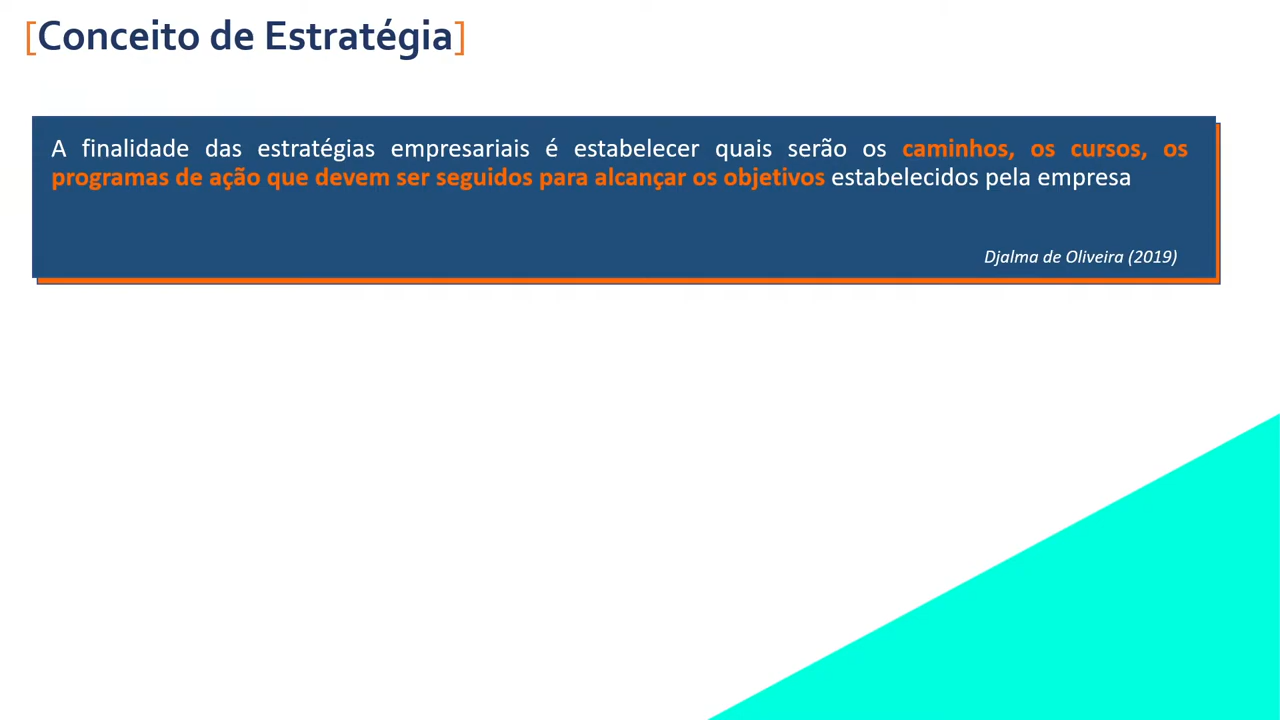 [Conceito de Estratégia]
A finalidade das estratégias empresariais é estabelecer quais serão os caminhos, os cursos, os
programas de ação que devem ser seguidos para alcançar os objetivos estabelecidos pela empresa
Djalma de Oliveira (2019)